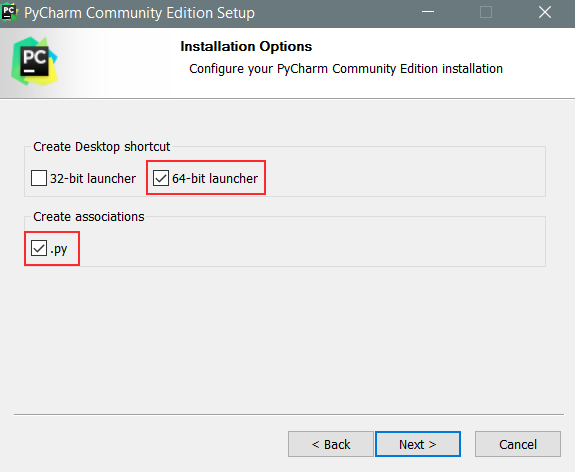 PC PyCharm Community Edition Setup
PC
Installation Options
Configure your PyCharm Community Edition installation
Create Desktop shortcut
32-bit launcher 64-bit launcher
Create associations
.py
< Back Next > Cancel